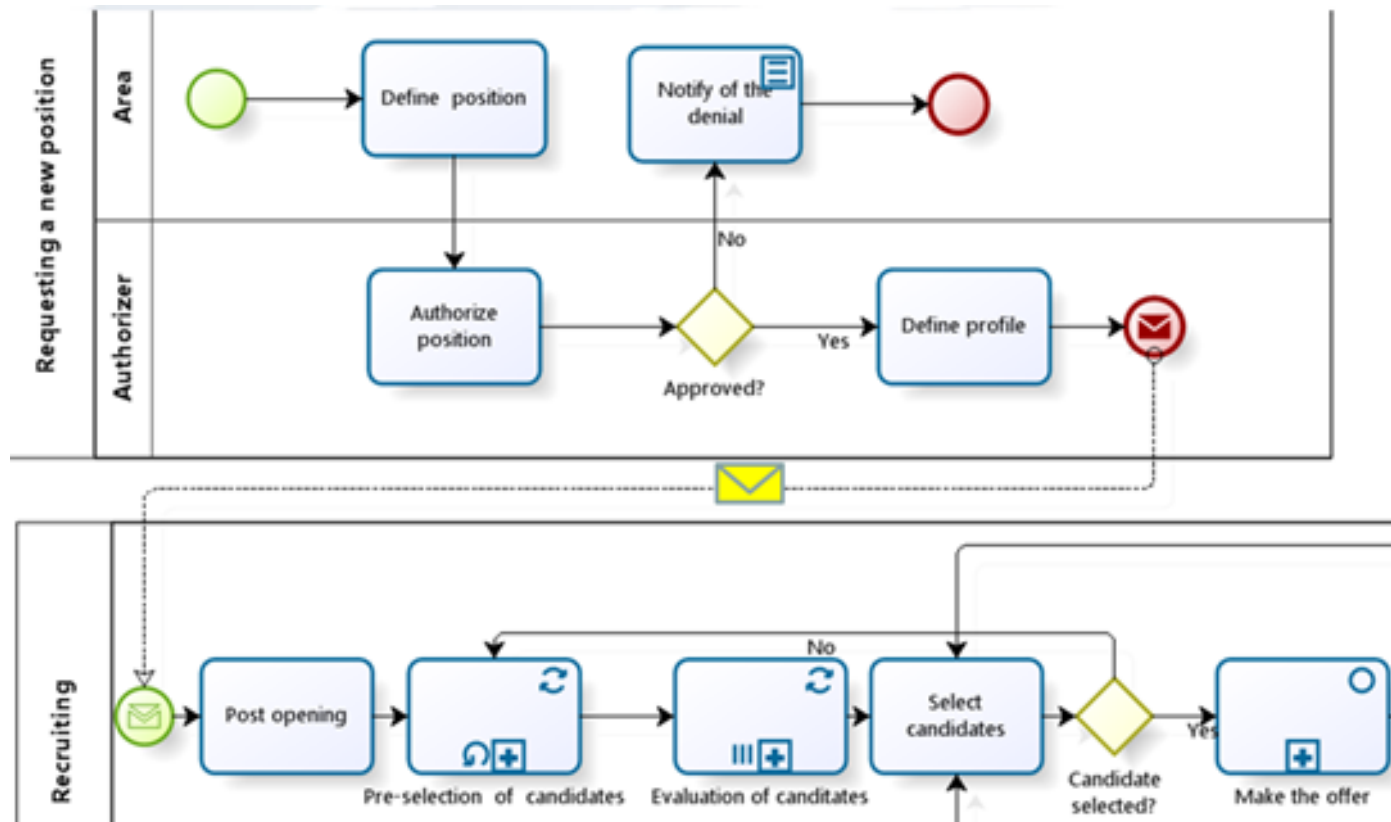 Requesting a new position
Area
Define position
Notify of the
denial
No
Authorizer
Authorize
position
Approved?
Yes
Define profile
Recruiting
No
Post opening
Select
candidates
Yes
Pre-selection of candidates
Evaluation of canditates
Candidate
selected?
Make the offer